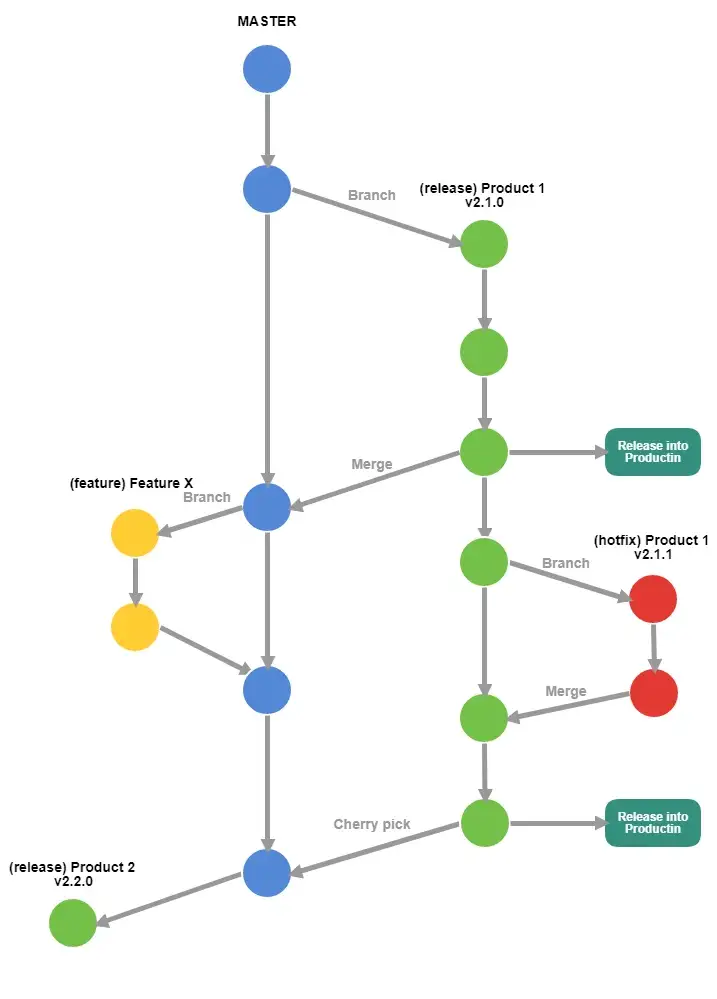 MASTER
Branch
(release) Product 1
v2.1.0
Release into
Productin
Merge
(feature) Feature X
Branch
(hotfix) Product 1
v2.1.1
Branch
Merge
Release into
Productin
Cherry pick
(release) Product 2
v2.2.0